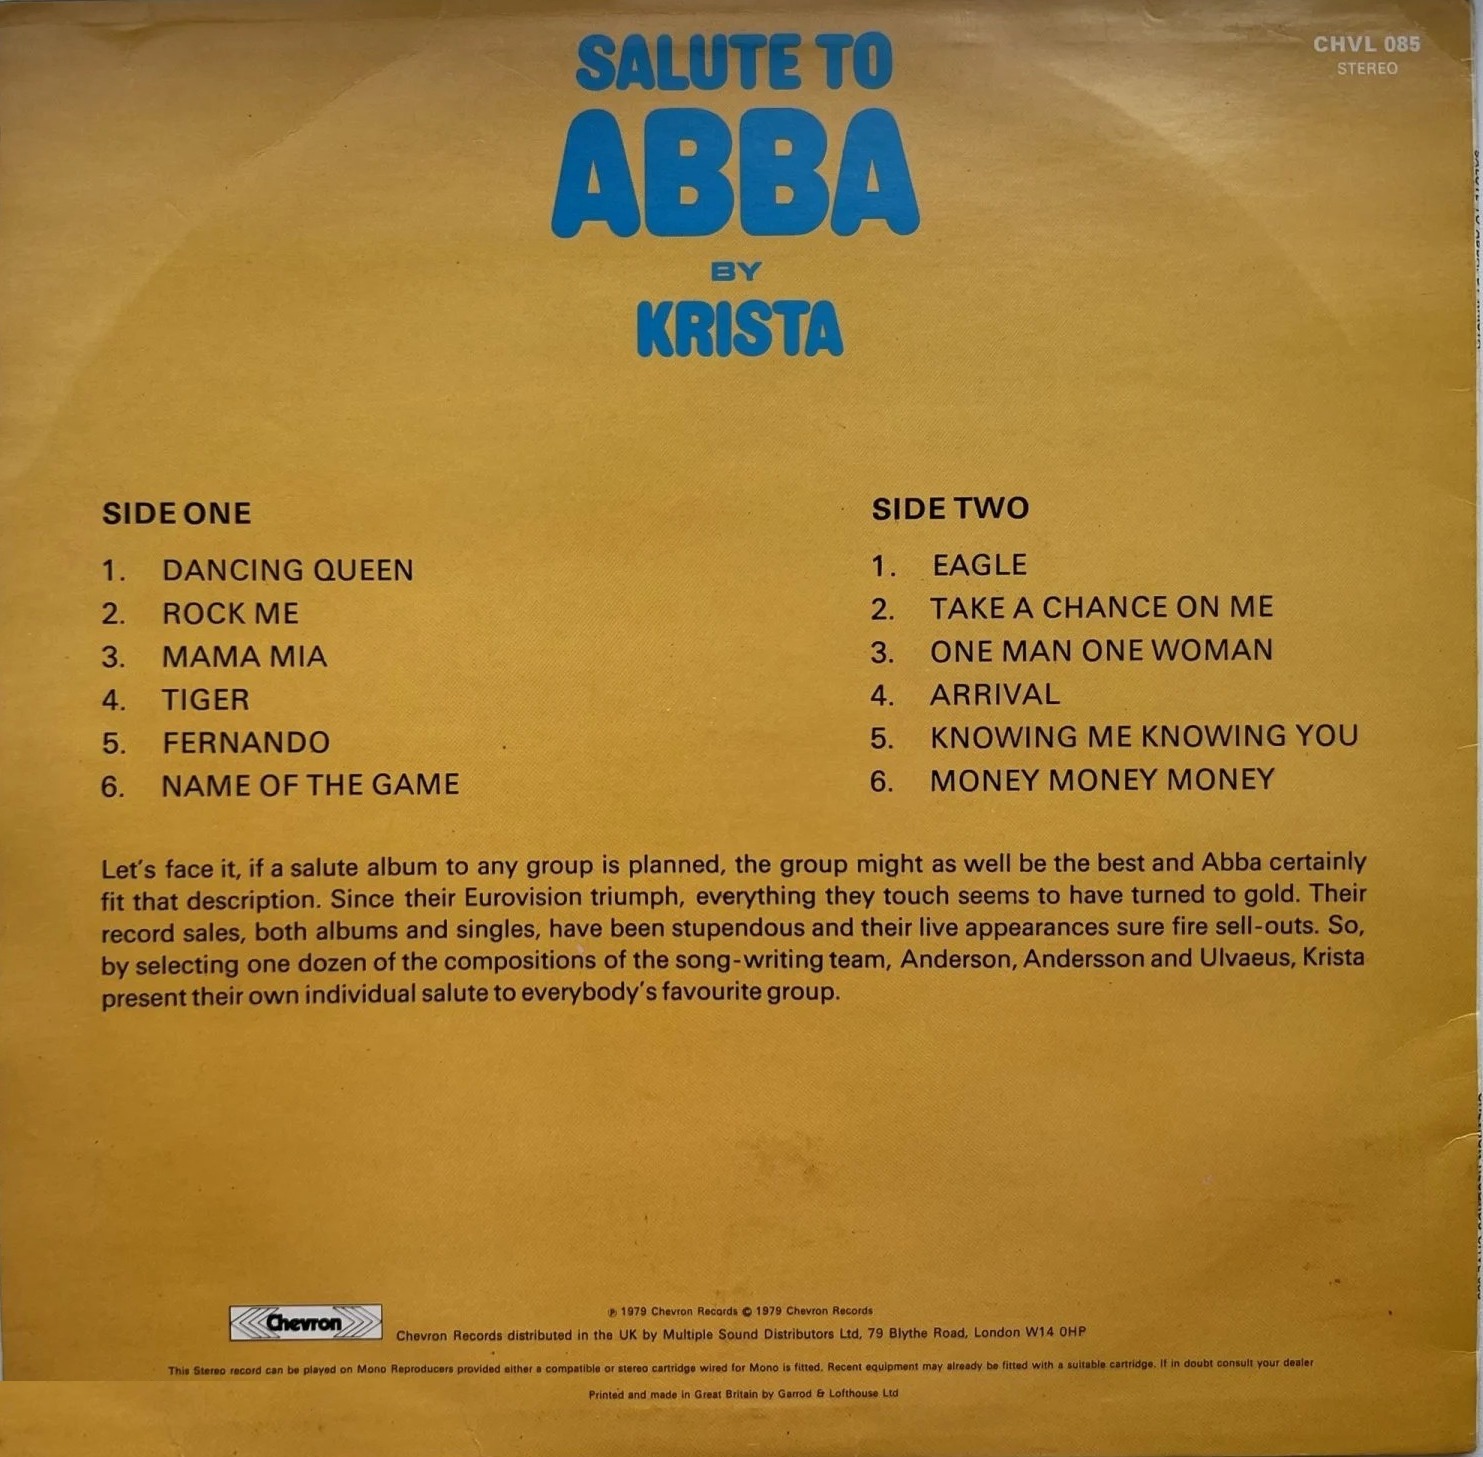 SALUTE TO
ABBA
BY
KRISTA
CHVL 085
STEREO
SIDE ONE
1. DANCING QUEEN
2. ROCK ME
3. MAMA MIA
4. TIGER
5. FERNANDO
6. NAME OF THE GAME
SIDE TWO
1. EAGLE
2. TAKE A CHANCE ON ME
3. ONE MAN ONE WOMAN
4. ARRIVAL
5. KNOWING ME KNOWING YOU
6. MONEY MONEY MONEY
Let's face it, if a salute album to any group is planned, the group might as well be the best and Abba certainly
fit that description. Since their Eurovision triumph, everything they touch seems to have turned to gold. Their
record sales, both albums and singles, have been stupendous and their live appearances sure fire sell-outs. So,
by selecting one dozen of the compositions of the song-writing team, Anderson, Andersson and Ulvaeus, Krista
present their own individual salute to everybody's favourite group.
Chevron
℗ 1979 Chevron Records © 1979 Chevron Records
Chevron Records distributed in the UK by Multiple Sound Distributors Ltd, 79 Blythe Road, London W14 0HP
This Stereo record can be played on Mono Reproducers provided either a compatible or stereo cartridge wired for Mono is fitted. Recent equipment may already be fitted with a suitable cartridge. If in doubt consult your dealer
Printed and made in Great Britain by Garrod & Lofthouse Ltd